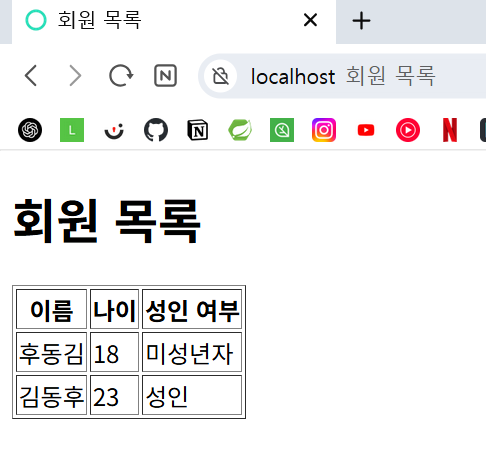 회원 목록
localhost 회원 목록
회원 목록
이름 나이 성인 여부
후동김 18 미성년자
김동후 23 성인